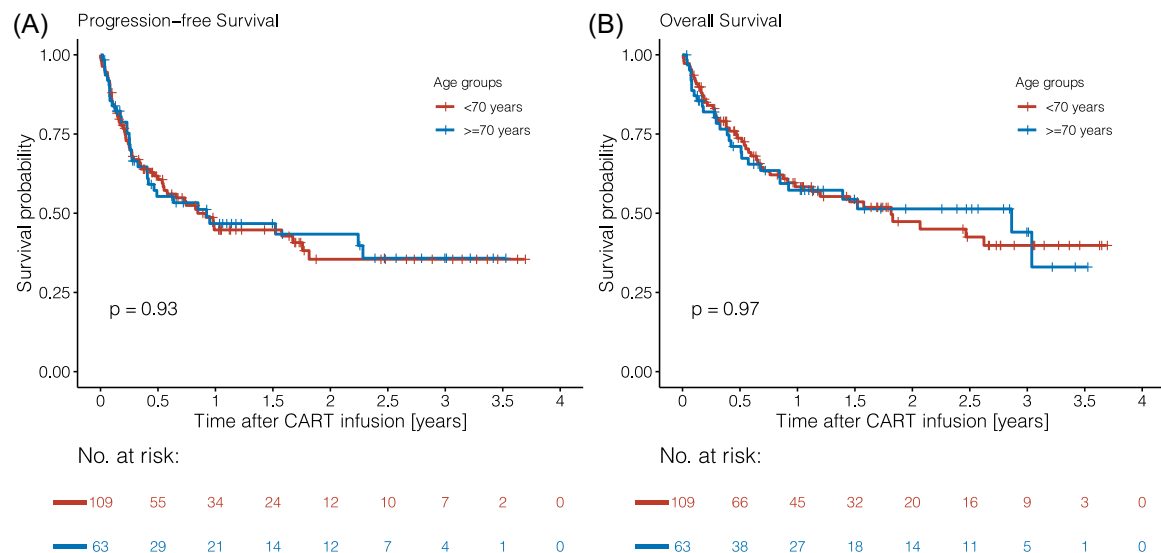 (A) Progression–free Survival
1.00
0.75
0.50
0.25
0.00
Survival probability
Age groups
<70 years
>=70 years
p = 0.93
0 0.5 1 1.5 2 2.5 3 3.5 4
Time after CART infusion [years]
No. at risk:
109 55 34 24 12 10 7 2 0
63 29 21 14 12 7 4 1 0
(B) Overall Survival
1.00
0.75
0.50
0.25
0.00
Survival probability
Age groups
<70 years
>=70 years
p = 0.97
0 0.5 1 1.5 2 2.5 3 3.5 4
Time after CART infusion [years]
No. at risk:
109 66 45 32 20 16 9 3 0
63 38 27 18 14 11 5 1 0